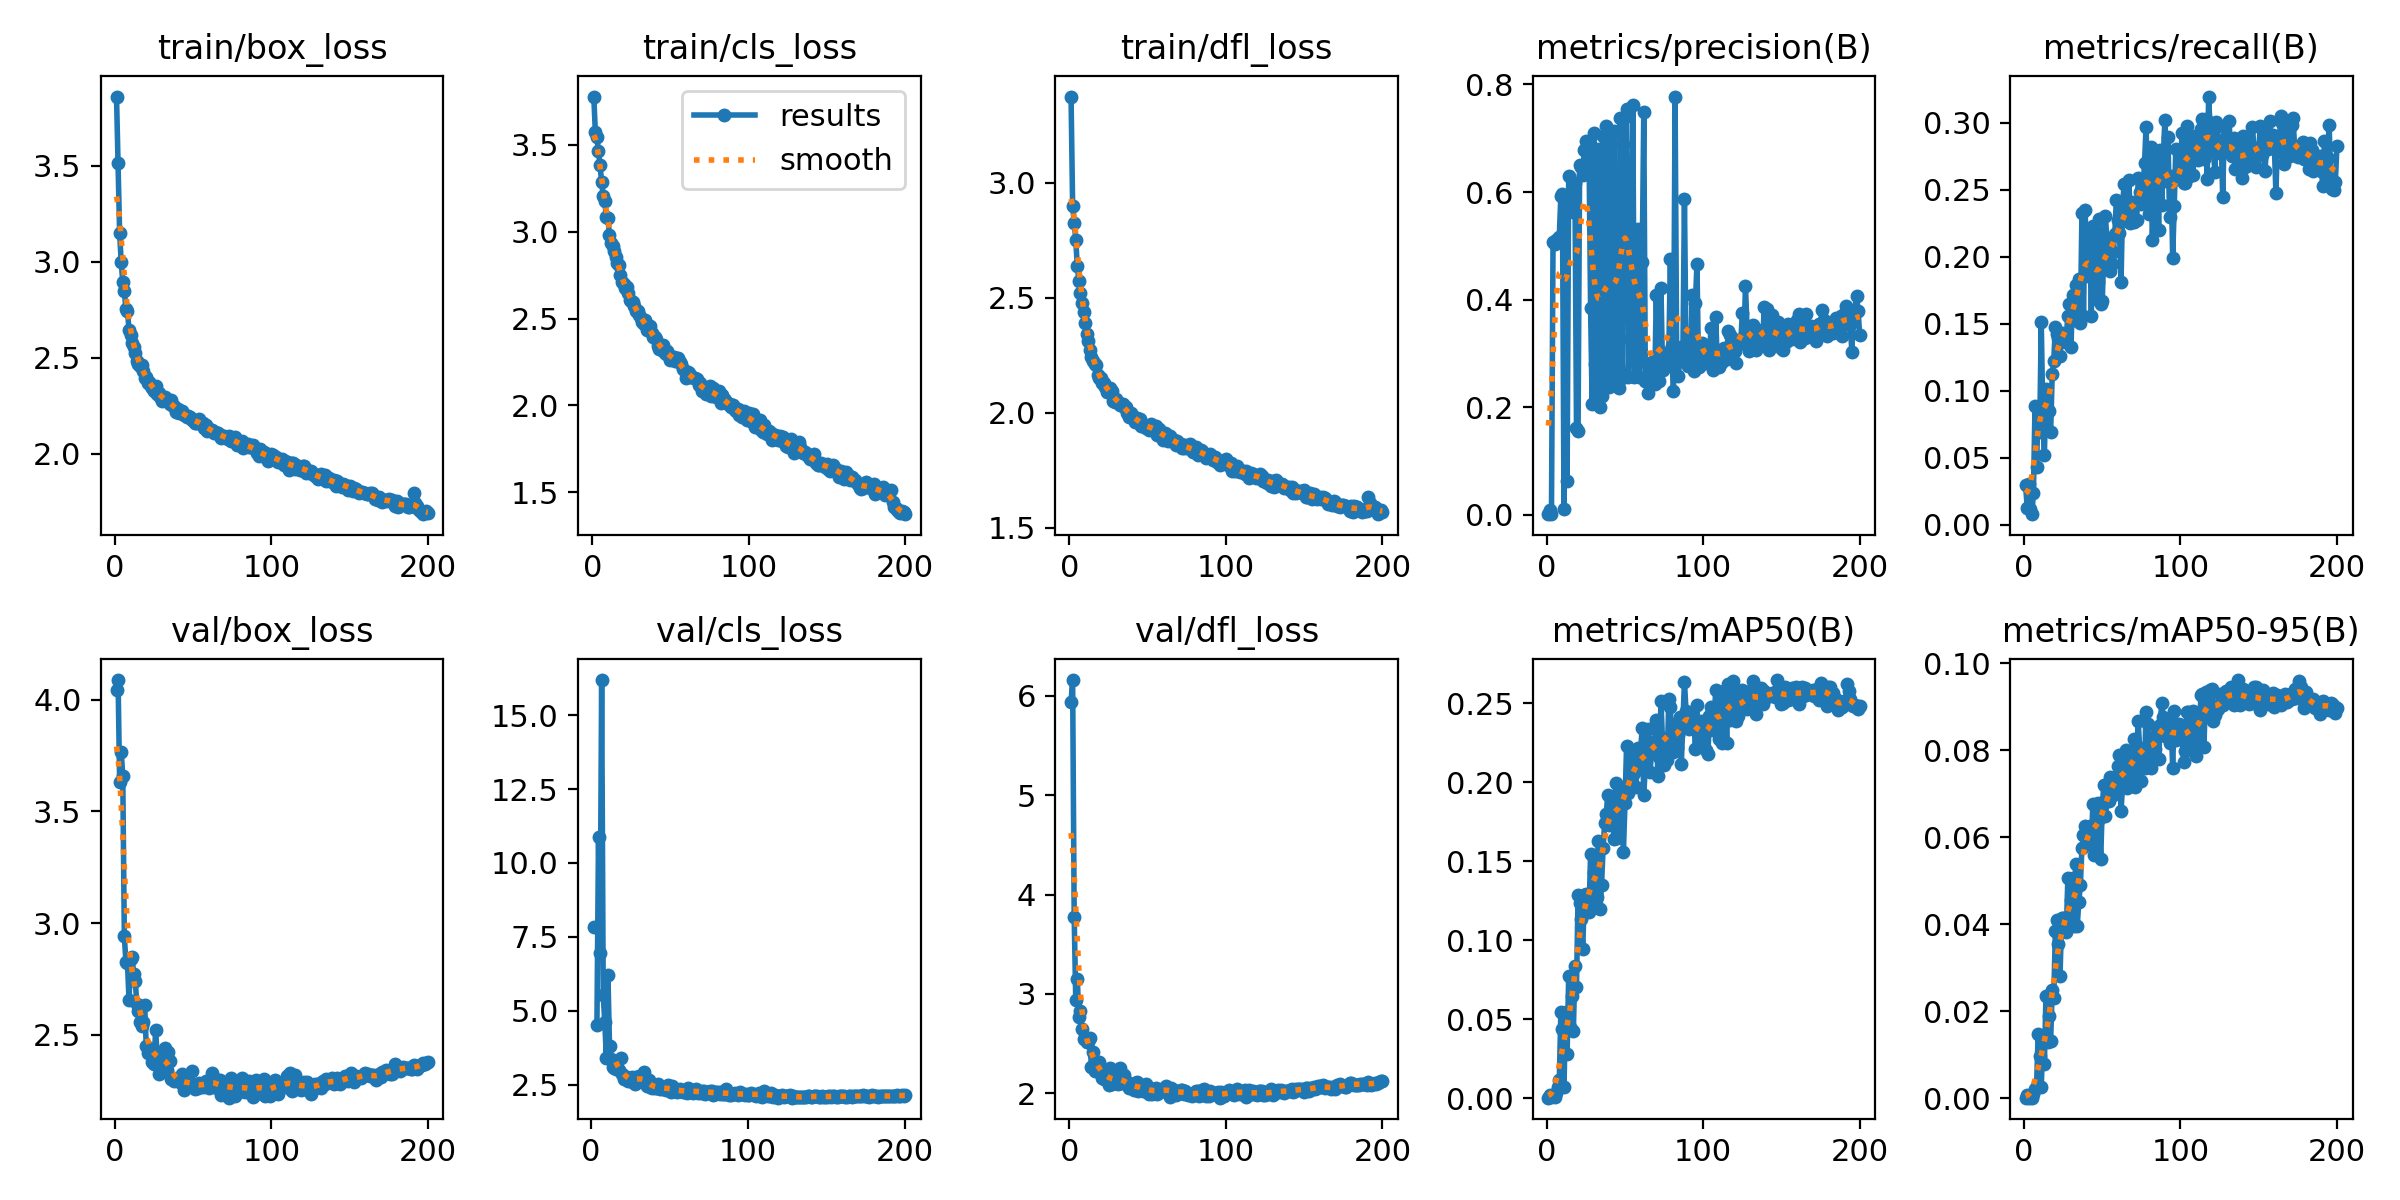 train/box_loss
3.5
3.0
2.5
2.0
0 100 200
train/cls_loss
results
smooth
3.5
3.0
2.5
2.0
1.5
0 100 200
train/dfl_loss
3.0
2.5
2.0
1.5
0 100 200
metrics/precision(B)
0.8
0.6
0.4
0.2
0.0
0 100 200
metrics/recall(B)
0.30
0.25
0.20
0.15
0.10
0.05
0.00
0 100 200
val/box_loss
4.0
3.5
3.0
2.5
0 100 200
val/cls_loss
15.0
12.5
10.0
7.5
5.0
2.5
0 100 200
val/dfl_loss
6
5
4
3
2
0 100 200
metrics/mAP50(B)
0.25
0.20
0.15
0.10
0.05
0.00
0 100 200
metrics/mAP50-95(B)
0.10
0.08
0.06
0.04
0.02
0.00
0 100 200